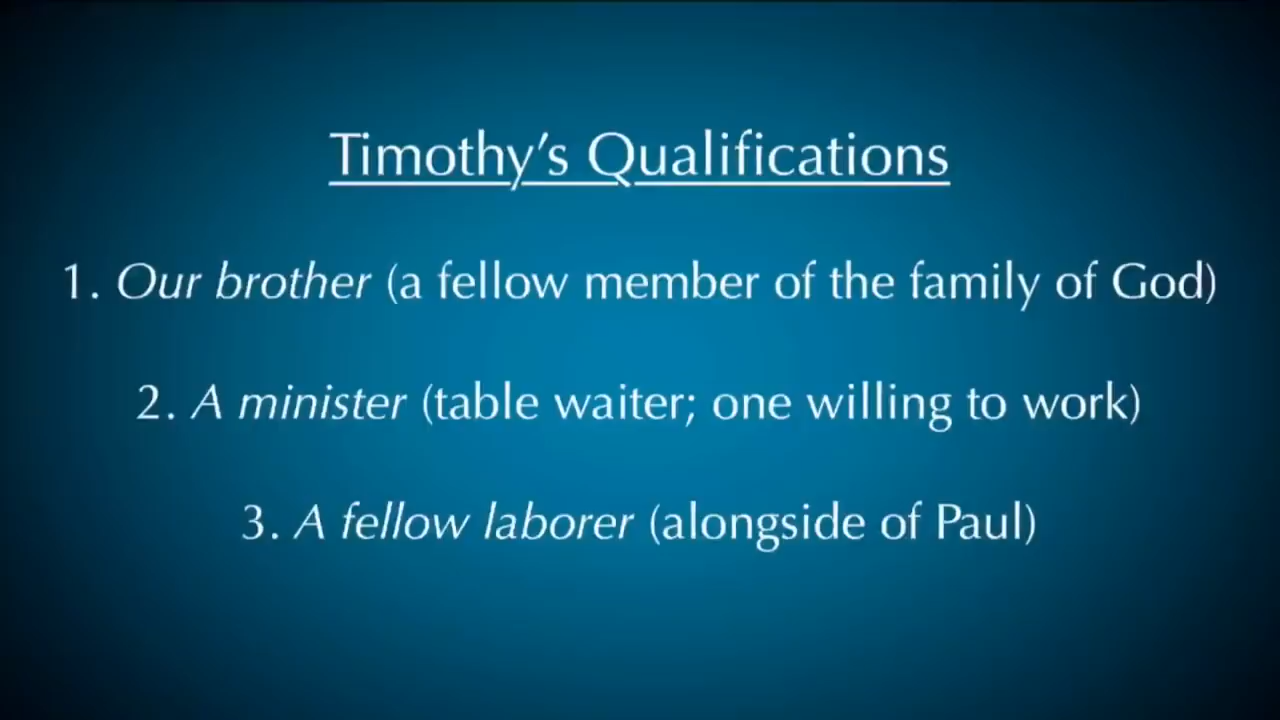 Timothy’s Qualifications
1. Our brother (a fellow member of the family of God)
2. A minister (table waiter; one willing to work)
3. A fellow laborer (alongside of Paul)